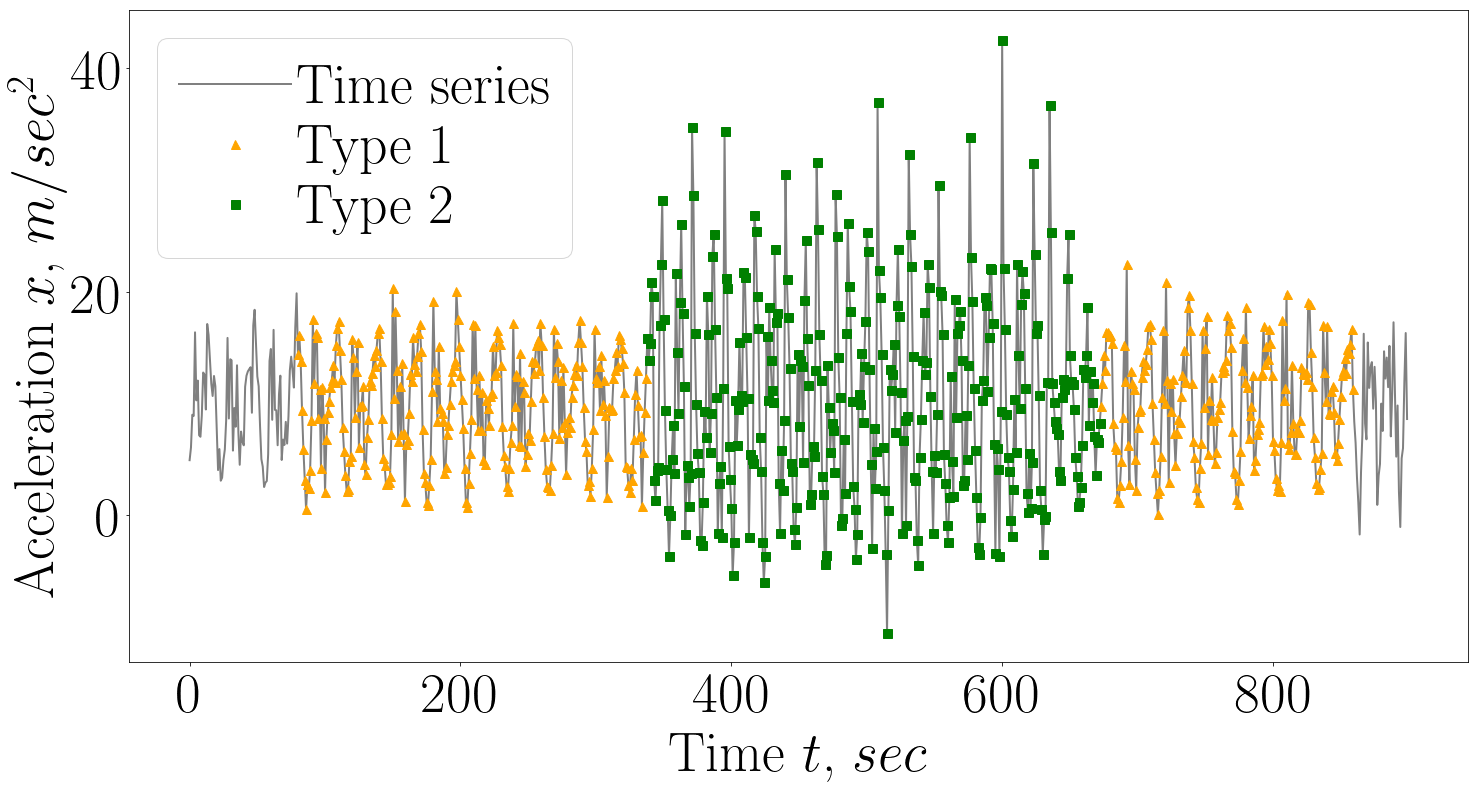 40
20
0
Acceleration x, m/sec²
Time series
Type 1
Type 2
0 200 400 600 800
Time t, sec